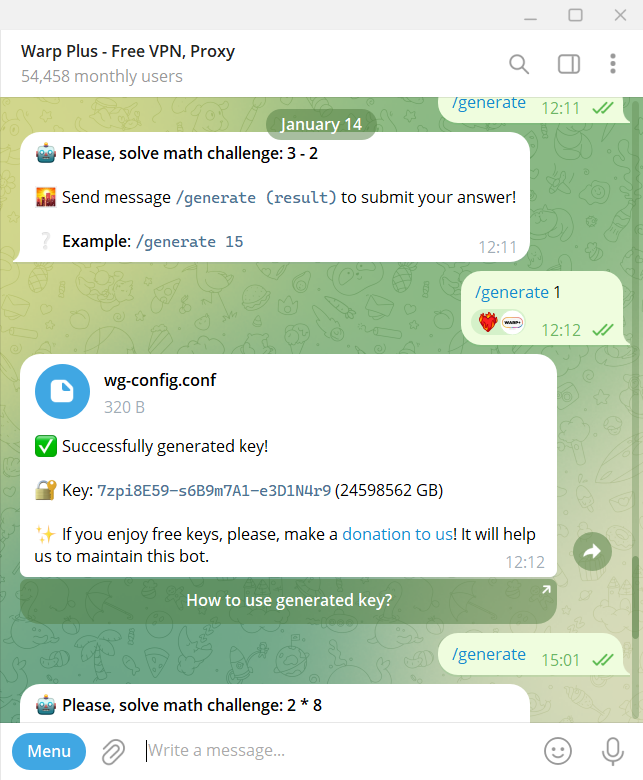 Warp Plus - Free VPN, Proxy
54,458 monthly users
/generate 12:11
January 14
Please, solve math challenge: 3 - 2
Send message /generate (result) to submit your answer!
Example: /generate 15
12:11
/generate 1
WARP+
12:12
wg-config.conf
320 B
Successfully generated key!
Key: 7zpi8E59-s6B9m7A1-e3D1N4r9 (24598562 GB)
If you enjoy free keys, please, make a donation to us! It will help
us to maintain this bot.
12:12
How to use generated key?
/generate 15:01
Please, solve math challenge: 2 * 8
Menu
Write a message...